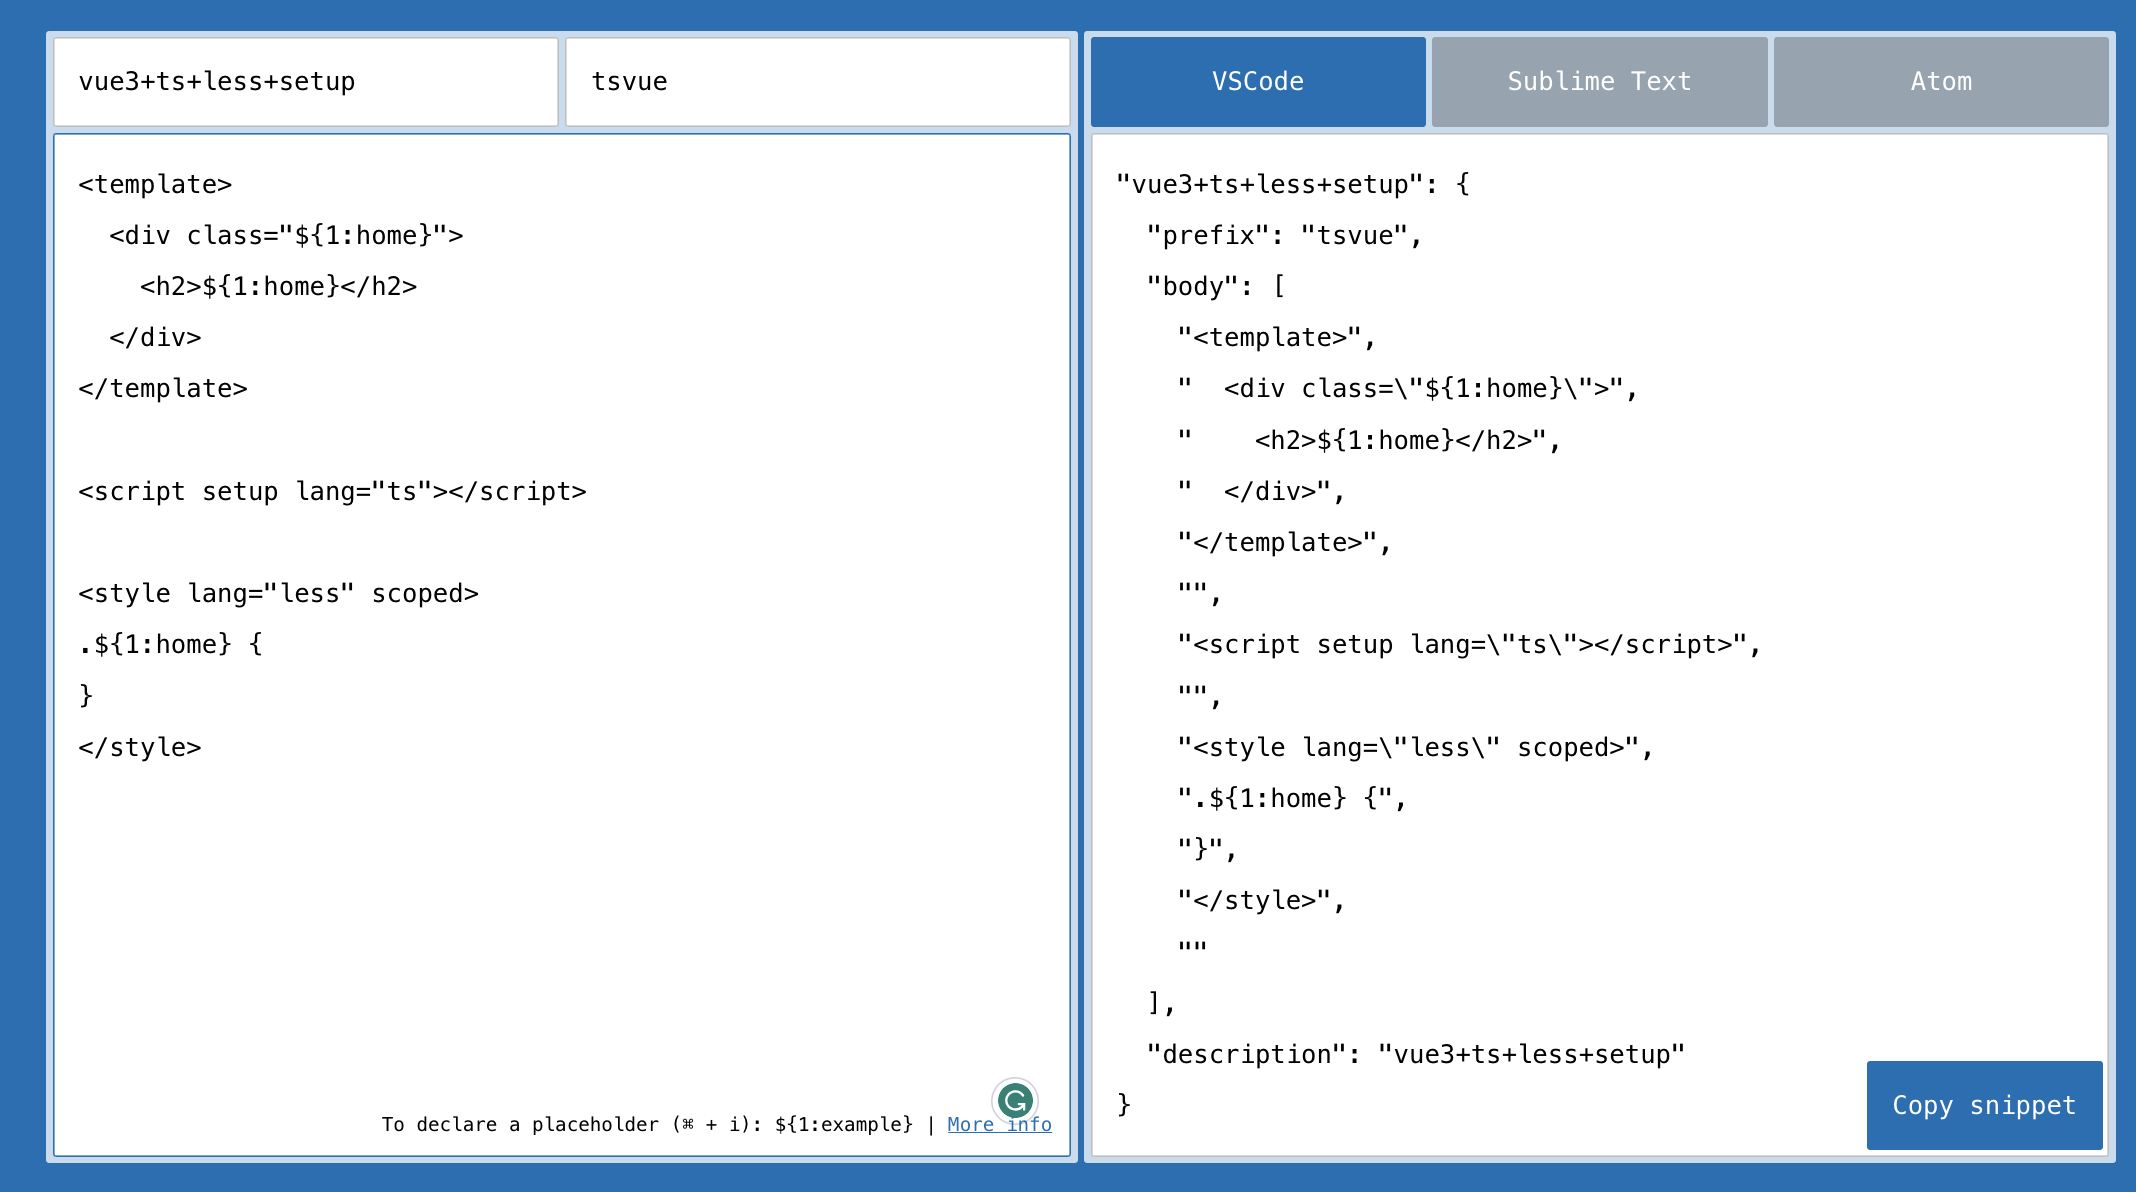 vue3+ts+less+setup
tsvue
<template>
  <div class="${1:home}">
    <h2>${1:home}</h2>
  </div>
</template>

<script setup lang="ts"></script>

<style lang="less" scoped>
.${1:home} {
}
</style>
To declare a placeholder (⌘ + i): ${1:example} | More info
VSCode
Sublime Text
Atom
"vue3+ts+less+setup": {
  "prefix": "tsvue",
  "body": [
    "<template>",
    "  <div class=\"${1:home}\">",
    "    <h2>${1:home}</h2>",
    "  </div>",
    "</template>",
    "",
    "<script setup lang=\"ts\"></script>",
    "",
    "<style lang=\"less\" scoped>",
    ".${1:home} {",
    "}",
    "</style>",
    ""
  ],
  "description": "vue3+ts+less+setup"
}
Copy snippet